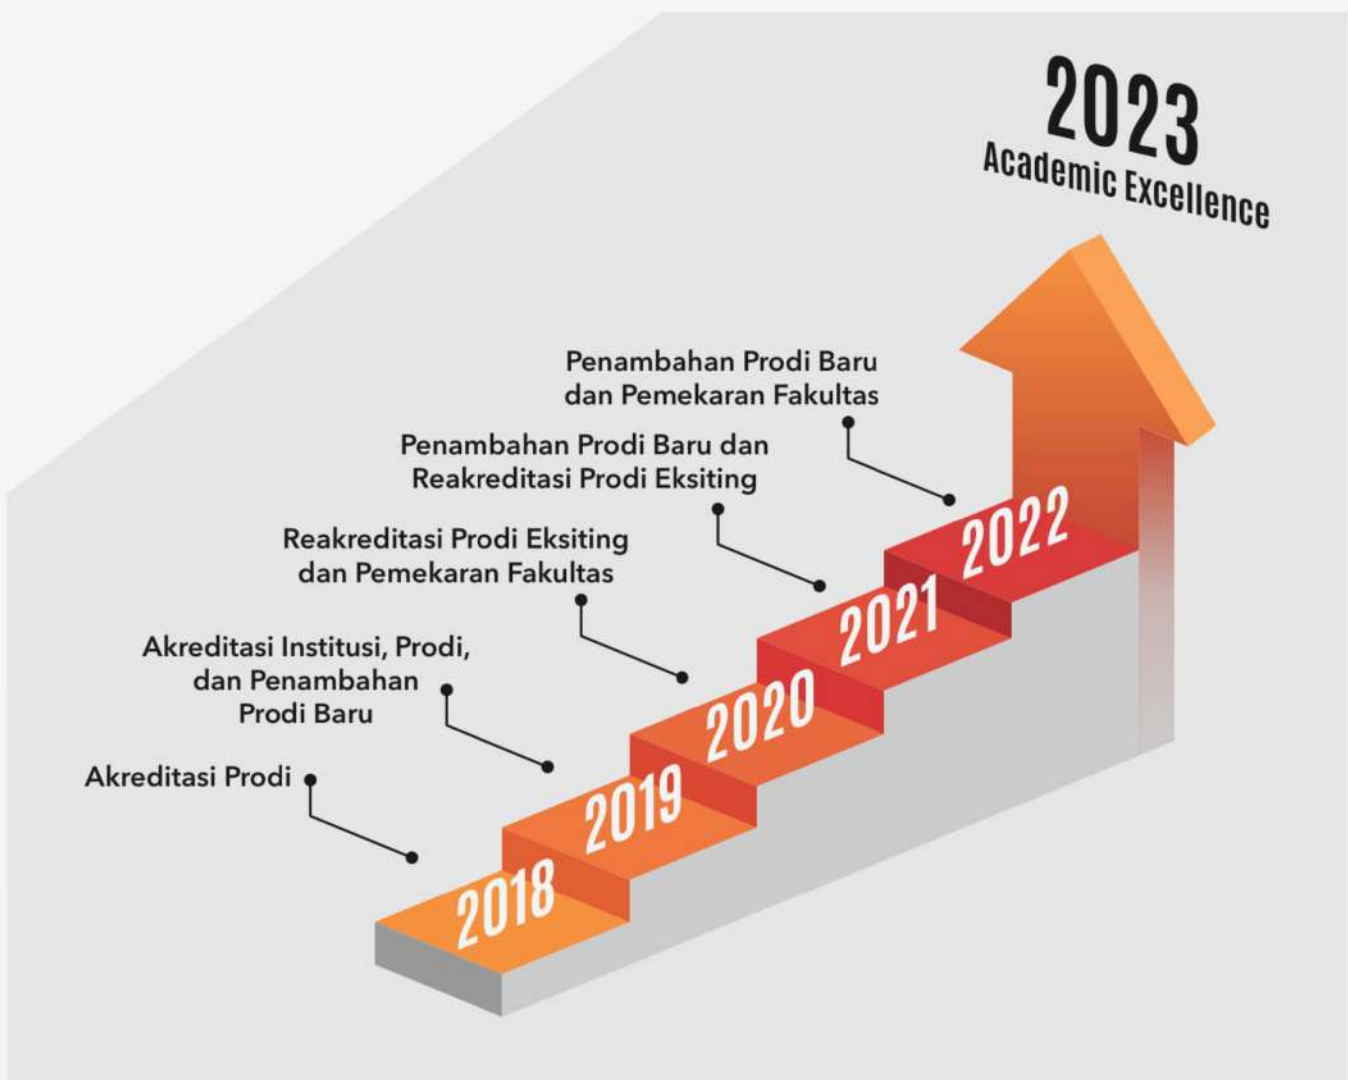 2023
Academic Excellence
Penambahan Prodi Baru
dan Pemekaran Fakultas
Penambahan Prodi Baru dan
Reakreditasi Prodi Eksiting
Reakreditasi Prodi Eksiting
dan Pemekaran Fakultas
Akreditasi Institusi, Prodi,
dan Penambahan
Prodi Baru
Akreditasi Prodi
2022
2021
2020
2019
2018